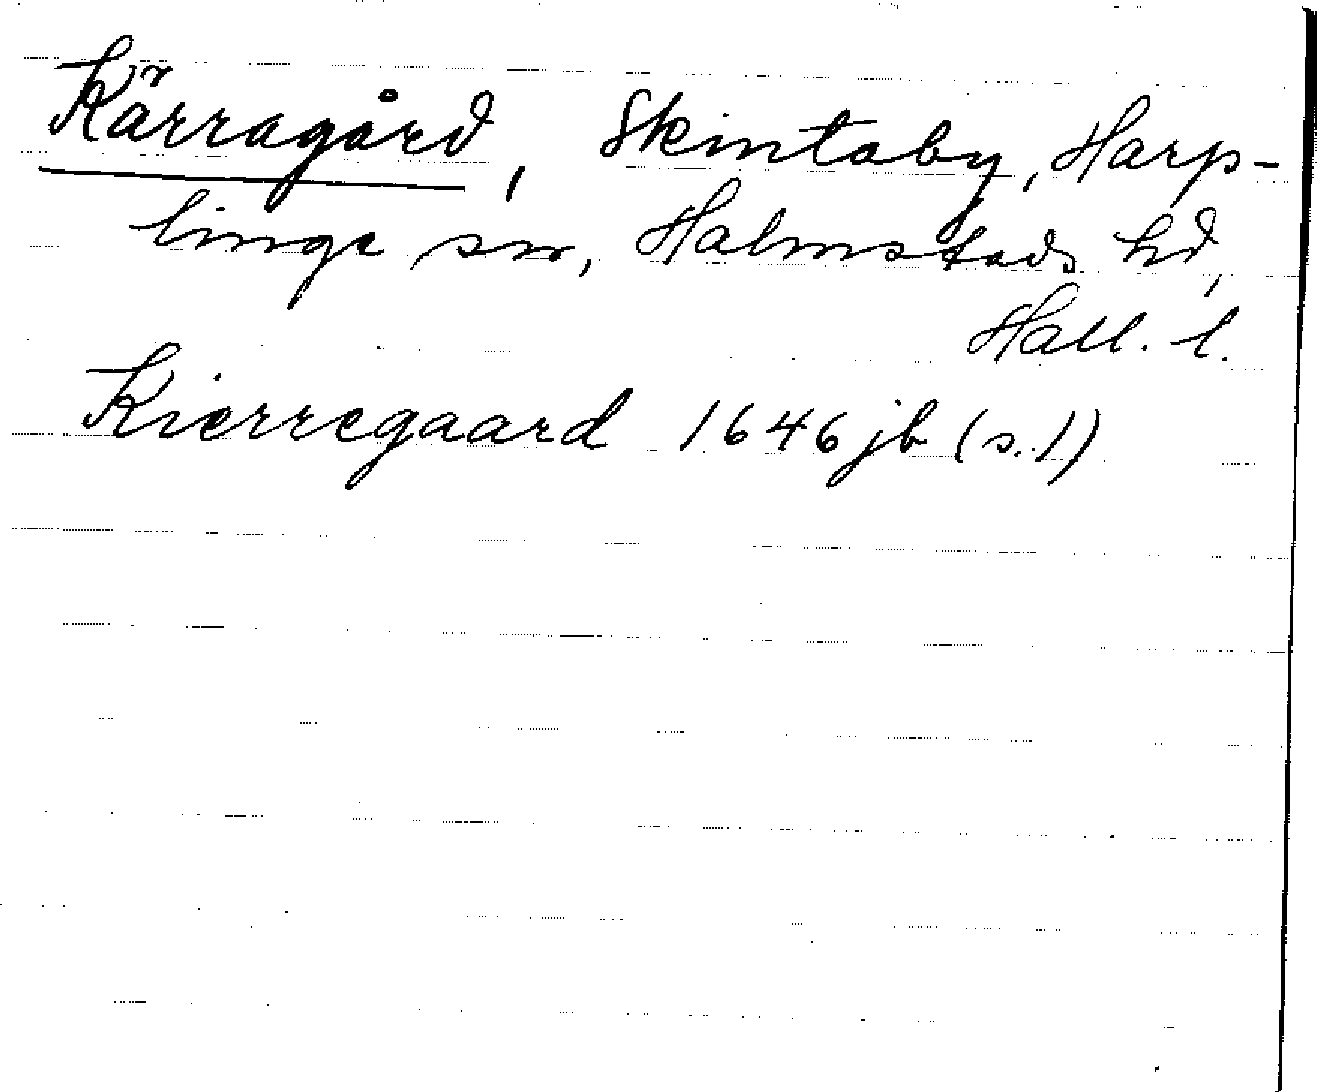 Kärragård, Skintaby, Harp-
linge sn, Halmstads hd,
Hall. l.
Kierregaard 1646 jb (s. 1)